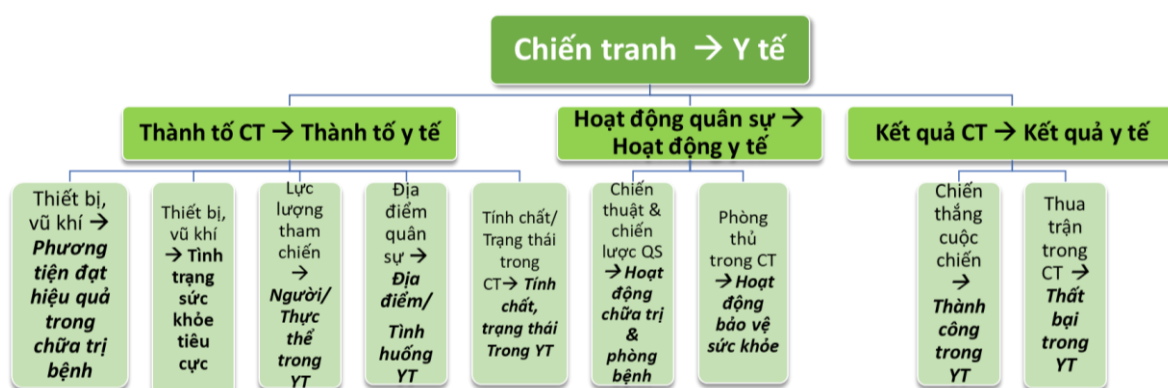 Chiến tranh → Y tế
Thành tố CT → Thành tố y tế
Hoạt động quân sự →
Hoạt động y tế
Kết quả CT → Kết quả y tế
Thiết bị,
vũ khí →
Phương
tiện đạt
hiệu quả
trong
chữa trị
bệnh
Thiết bị,
vũ khí
→ Tình
trạng
sức
khỏe
tiêu
cực
Lực
lượng
tham
chiến
→
Người/
Thực
thể
trong
YT
Địa
điểm
quân
sự →
Địa
điểm/
Tình
huống
YT
Tính chất/
Trạng thái
trong
CT→ Tính
chất,
trạng thái
Trong YT
Chiến
thuật &
chiến
lược QS
→ Hoạt
động
chữa trị
&
phòng
bệnh
Phòng
thủ
trong CT
→ Hoạt
động
bảo vệ
sức khỏe
Chiến
thắng
cuộc
chiến
→
Thành
công
trong
YT
Thua
trận
trong
CT →
Thất
bại
trong
YT